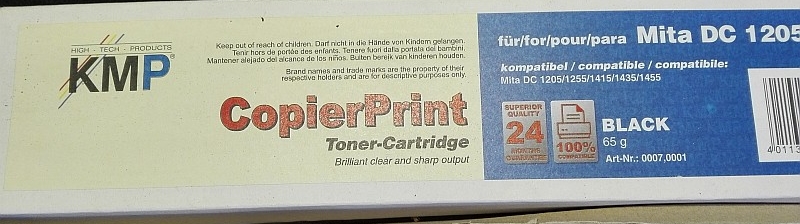 HIGH - TECH - PRODUCTS
KMP®
Keep out of reach of children. Darf nicht in die Hände von Kindern gelangen.
Tenir hors de portée des enfants. Tenere fuori dalla portata dei bambini.
Mantener alejado del alcance de los niños. Buiten bereik van kinderen houden.
Brand names and trade marks are the property of their
respective holders and are for descriptive purposes only.
CopierPrint
Toner-Cartridge
Brilliant clear and sharp output
für/for/pour/para Mita DC 1205
kompatibel / compatible / compatibile:
Mita DC 1205/1255/1415/1435/1455
SUPERIOR
QUALITY
24
MONTHS
GUARANTEE
100%
COMPATIBLE
BLACK
65 g
Art-Nr.: 0007,0001
4 0113